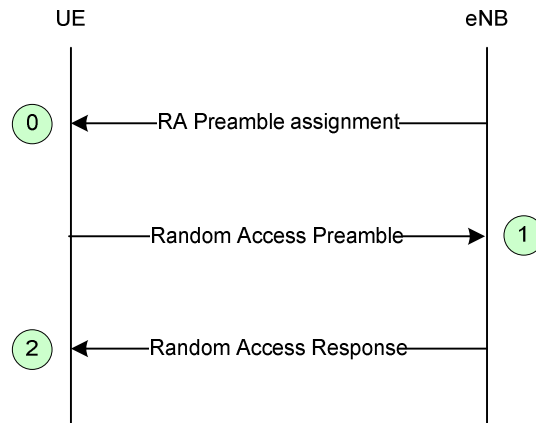 UE
eNB
0
RA Preamble assignment
Random Access Preamble
1
2
Random Access Response